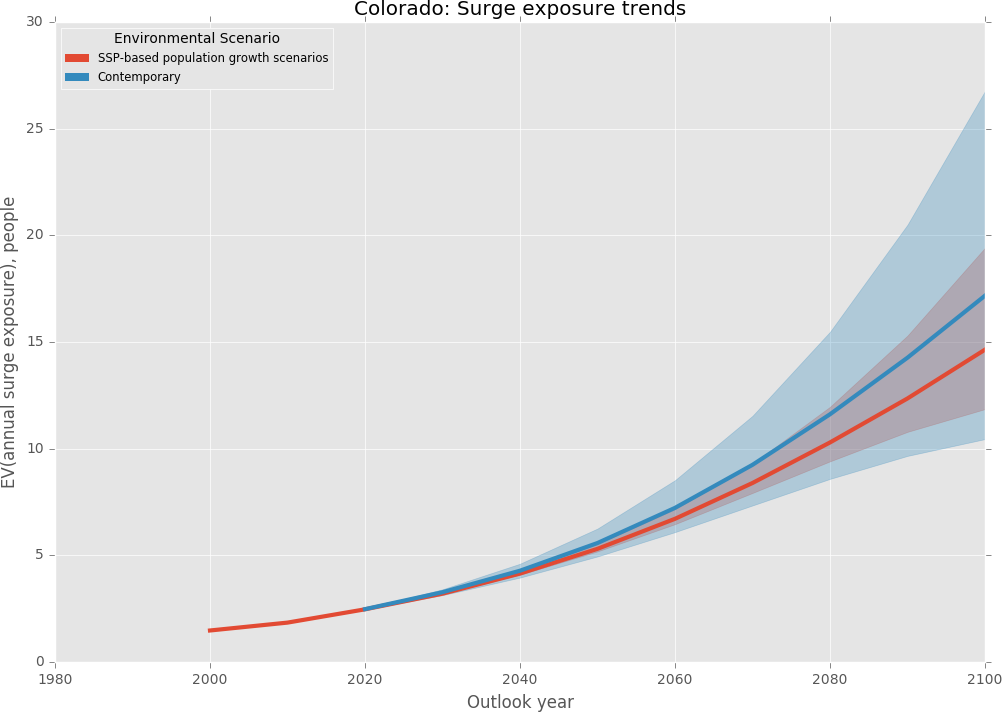 Colorado: Surge exposure trends
Environmental Scenario
SSP-based population growth scenarios
Contemporary
EV(annual surge exposure), people
30
25
20
15
10
5
0
1980 2000 2020 2040 2060 2080 2100
Outlook year